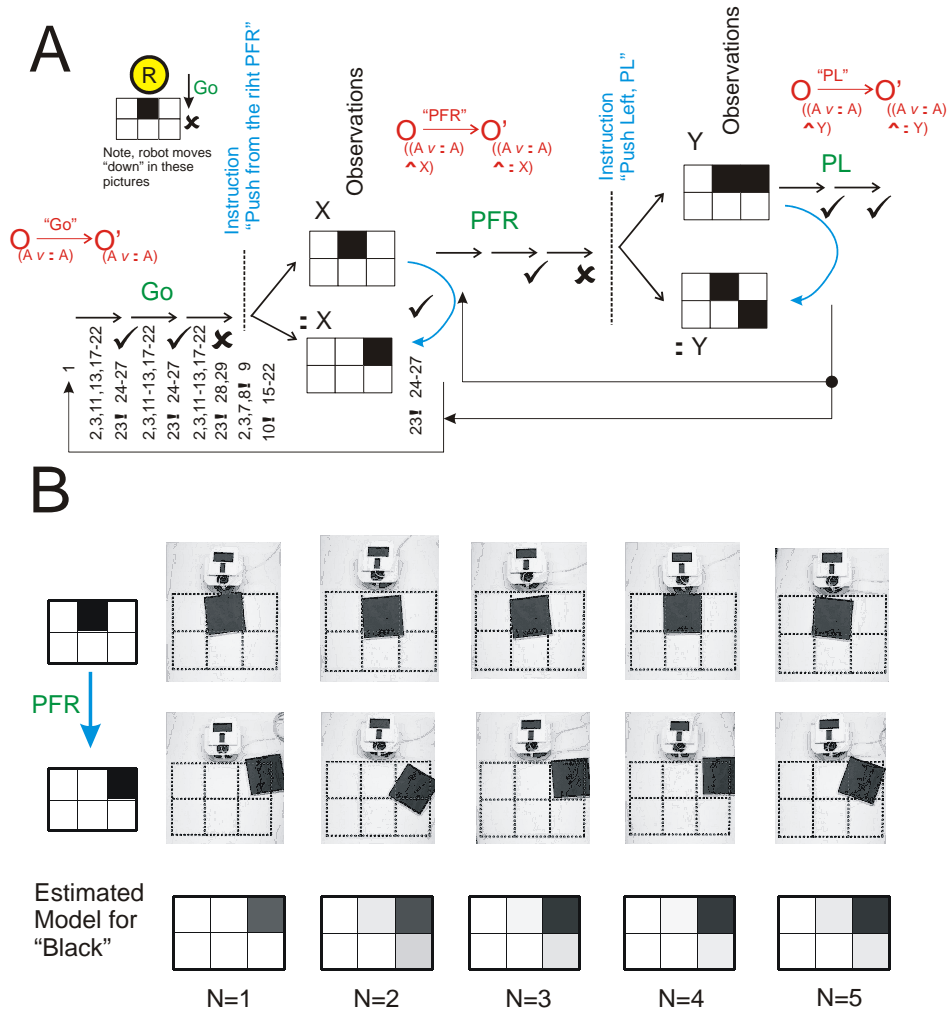 A
R
Go
Note, robot moves
“down” in these
pictures
O “Go” O’
(A v : A) (A v : A)
Go
1
2,3,11,13,17-22
23! 24-27
2,3,11-13,17-22
23! 24-27
2,3,11-13,17-22
23! 28,29
2,3,7,8! 9
10! 15-22
Instruction
“Push from the riht PFR”
Observations
X
: X
23! 24-27
O “PFR” O’
((A v : A) ((A v : A)
^ X) ^ : X)
PFR
Instruction
“Push Left, PL”
Observations
Y
: Y
O “PL” O’
((A v : A) ((A v : A)
^ Y) ^ : Y)
PL
B
PFR
Estimated
Model for
“Black”
N=1 N=2 N=3 N=4 N=5